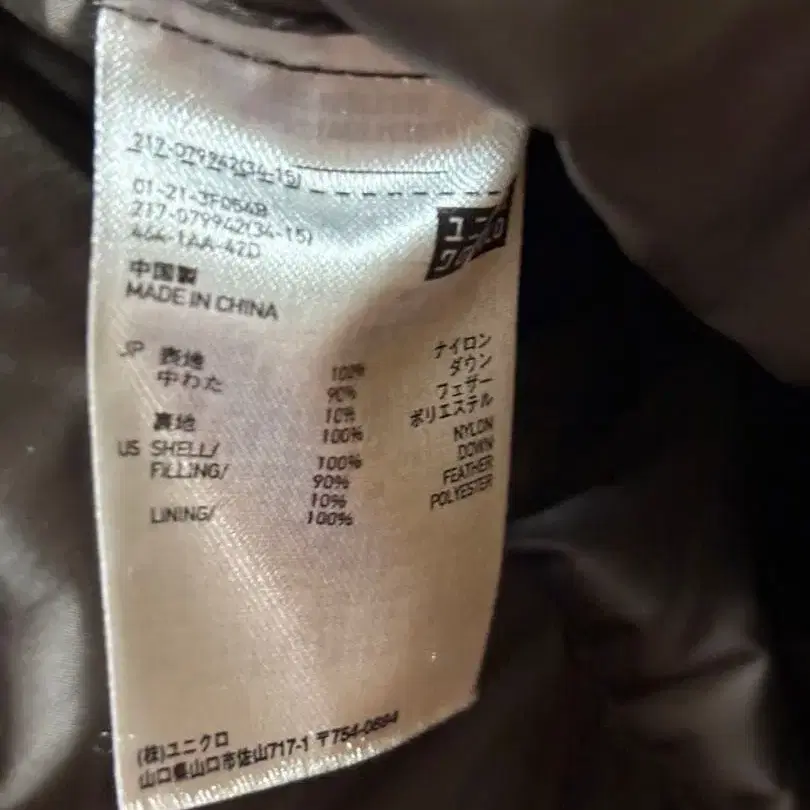 217-079942(34-15)
01-21-3F054B
217-079942(34-15)
ユニクロ
中国製
MADE IN CHINA
JP 表地 100% ナイロン
中わた 90% ダウン
10% フェザー
裏地 100% ポリエステル
US SHELL/ 100% NYLON
FILLING/ 90% DOWN
10% FEATHER
LINING/ 100% POLYESTER
(株)ユニクロ
山口県山口市佐山717-1 〒754-0894